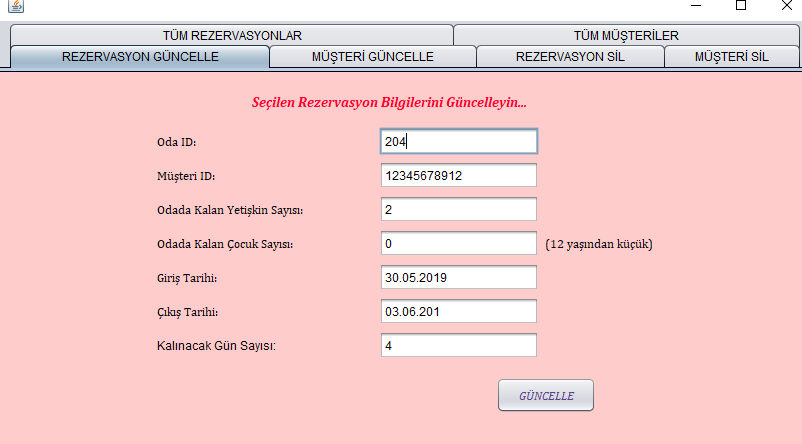 TÜM REZERVASYONLAR TÜM MÜŞTERİLER
REZERVASYON GÜNCELLE MÜŞTERİ GÜNCELLE REZERVASYON SİL MÜŞTERİ SİL
Seçilen Rezervasyon Bilgilerini Güncelleyin...
Oda ID: 204
Müşteri ID: 12345678912
Odada Kalan Yetişkin Sayısı: 2
Odada Kalan Çocuk Sayısı: 0 (12 yaşından küçük)
Giriş Tarihi: 30.05.2019
Çıkış Tarihi: 03.06.201
Kalınacak Gün Sayısı: 4
GÜNCELLE